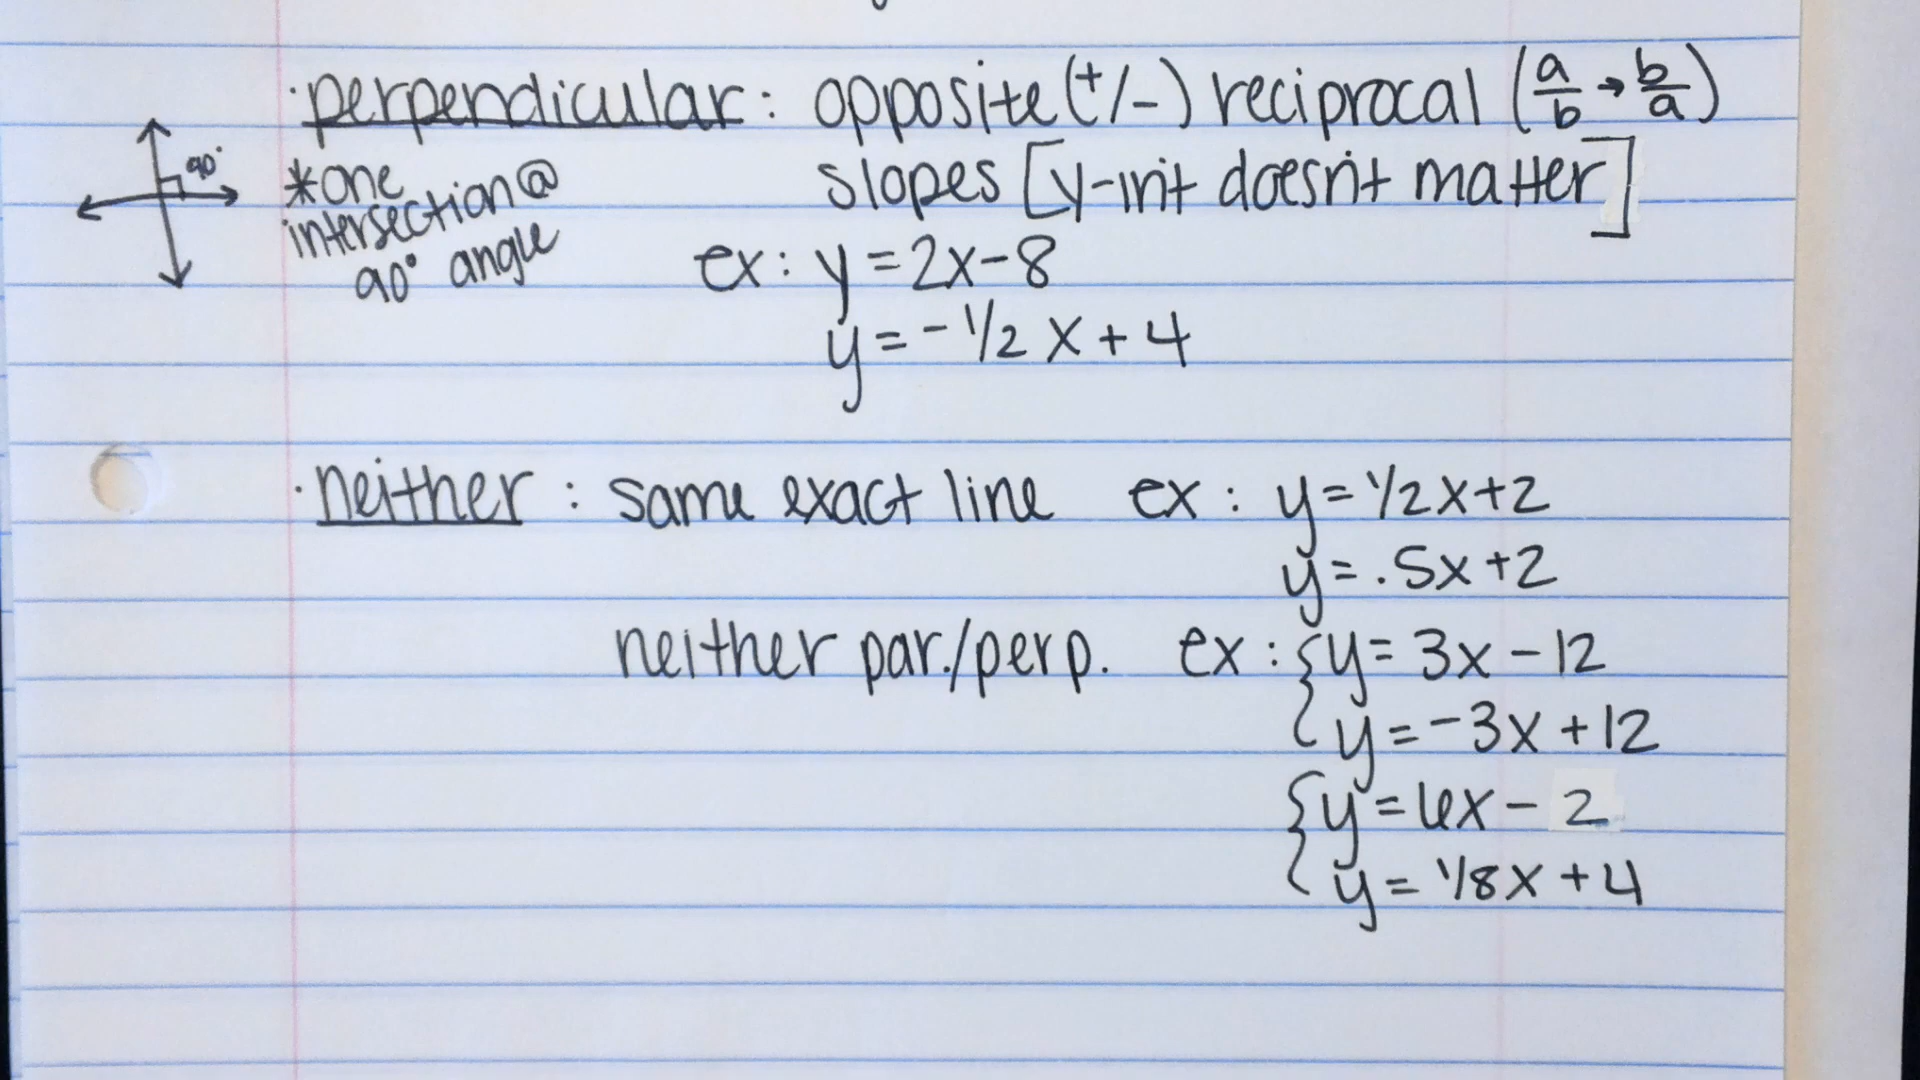 ·perpendicular: opposite (+/-) reciprocal (a/b → b/a)
slopes [y-int doesn't matter]
90°
*one
intersection @
90° angle
ex: y=2x-8
y=-1/2x+4
·neither: same exact line ex: y=1/2x+2
y=.5x+2
neither par./perp. ex: {y=3x-12
y=-3x+12
{y=6x-2
y=1/8x+4